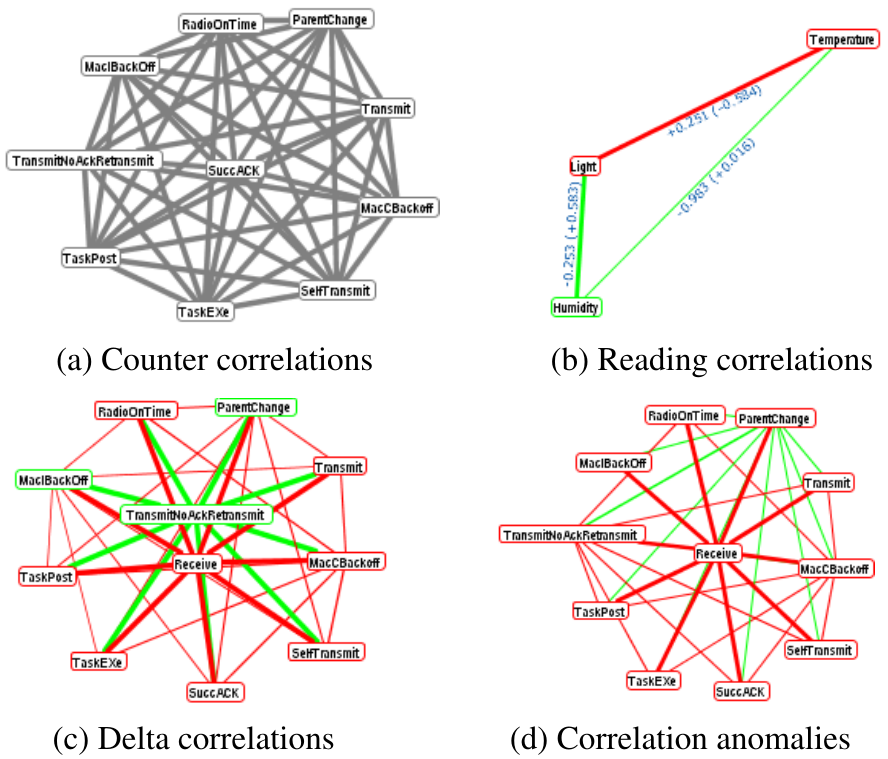 RadioOnTime
ParentChange
MacIBackOff
Transmit
TransmitNoAckRetransmit
SuccACK
MacCBackoff
TaskPost
SelfTransmit
TaskEXe
(a) Counter correlations
Temperature
+0.251 (-0.584)
Light
-0.253 (+0.583)
-0.983 (+0.016)
Humidity
(b) Reading correlations
RadioOnTime
ParentChange
MacIBackOff
Transmit
TransmitNoAckRetransmit
Receive
MacCBackoff
TaskPost
TaskEXe
SelfTransmit
SuccACK
(c) Delta correlations
RadioOnTime
ParentChange
MacIBackOff
Transmit
TransmitNoAckRetransmit
Receive
MacCBackoff
TaskPost
SelfTransmit
TaskEXe
SuccACK
(d) Correlation anomalies